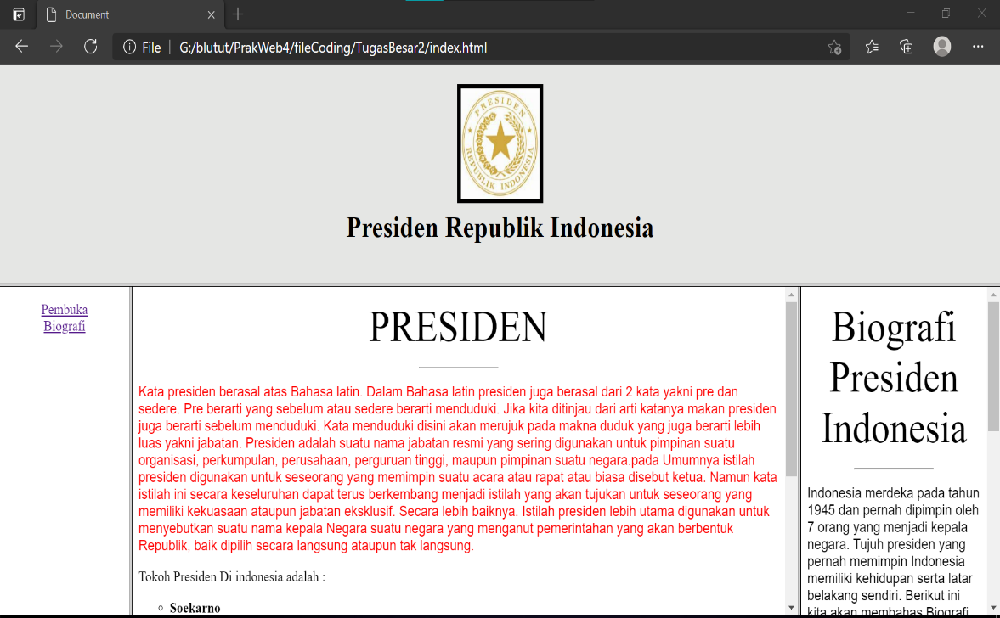 Document
File
G:/blutut/PrakWeb4/fileCoding/TugasBesar2/index.html
PRESIDEN
REPUBLIK INDONESIA
Presiden Republik Indonesia
Pembuka
Biografi
PRESIDEN
Kata presiden berasal atas Bahasa latin. Dalam Bahasa latin presiden juga berasal dari 2 kata yakni pre dan
sedere. Pre berarti yang sebelum atau sedere berarti menduduki. Jika kita ditinjau dari arti katanya makan presiden
juga berarti sebelum menduduki. Kata menduduki disini akan merujuk pada makna duduk yang juga berarti lebih
luas yakni jabatan. Presiden adalah suatu nama jabatan resmi yang sering digunakan untuk pimpinan suatu
organisasi, perkumpulan, perusahaan, perguruan tinggi, maupun pimpinan suatu negara.pada Umumnya istilah
presiden digunakan untuk seseorang yang memimpin suatu acara atau rapat atau biasa disebut ketua. Namun kata
istilah ini secara keseluruhan dapat terus berkembang menjadi istilah yang akan tujukan untuk seseorang yang
memiliki kekuasaan ataupun jabatan eksklusif. Secara lebih baiknya. Istilah presiden lebih utama digunakan untuk
menyebutkan suatu nama kepala Negara suatu negara yang menganut pemerintahan yang akan berbentuk
Republik, baik dipilih secara langsung ataupun tak langsung.
Tokoh Presiden Di indonesia adalah :
Soekarno
Biografi
Presiden
Indonesia
Indonesia merdeka pada tahun
1945 dan pernah dipimpin oleh
7 orang yang menjadi kepala
negara. Tujuh presiden yang
pernah memimpin Indonesia
memiliki kehidupan serta latar
belakang sendiri. Berikut ini
kita akan membahas Biografi